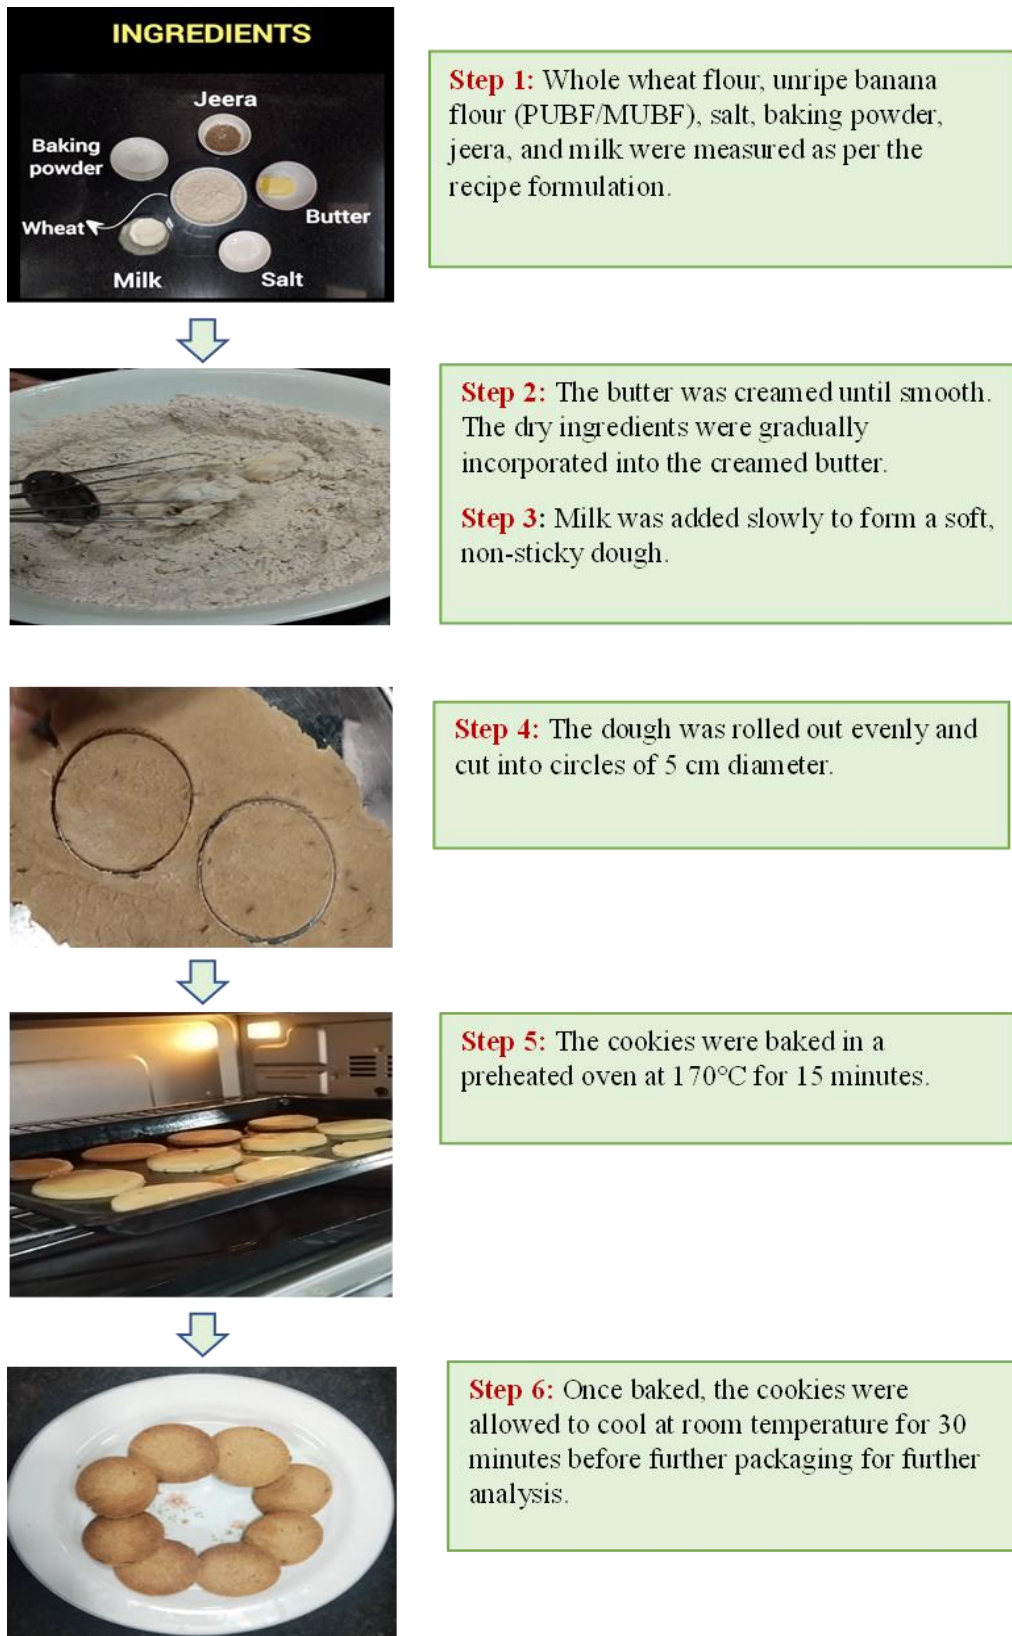 INGREDIENTS
Jeera
Baking
powder
Wheat
Butter
Milk
Salt
Step 1: Whole wheat flour, unripe banana
flour (PUBF/MUBF), salt, baking powder,
jeera, and milk were measured as per the
recipe formulation.
Step 2: The butter was creamed until smooth.
The dry ingredients were gradually
incorporated into the creamed butter.
Step 3: Milk was added slowly to form a soft,
non-sticky dough.
Step 4: The dough was rolled out evenly and
cut into circles of 5 cm diameter.
Step 5: The cookies were baked in a
preheated oven at 170°C for 15 minutes.
Step 6: Once baked, the cookies were
allowed to cool at room temperature for 30
minutes before further packaging for further
analysis.